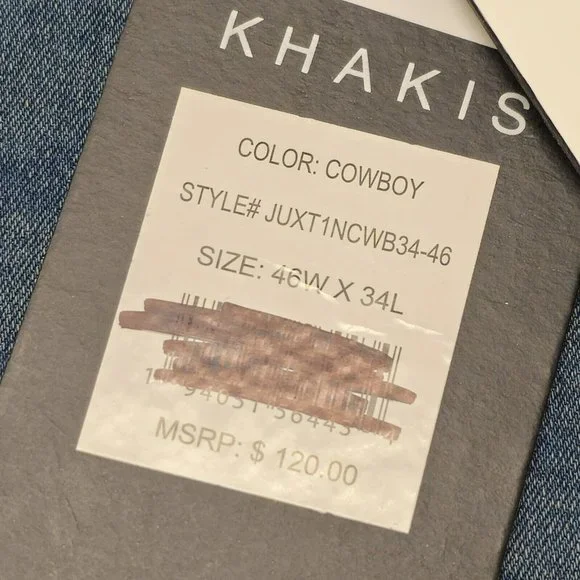 KHAKIS
COLOR: COWBOY
STYLE# JUXT1NCWB34-46
SIZE: 46W X 34L
MSRP: $ 120.00